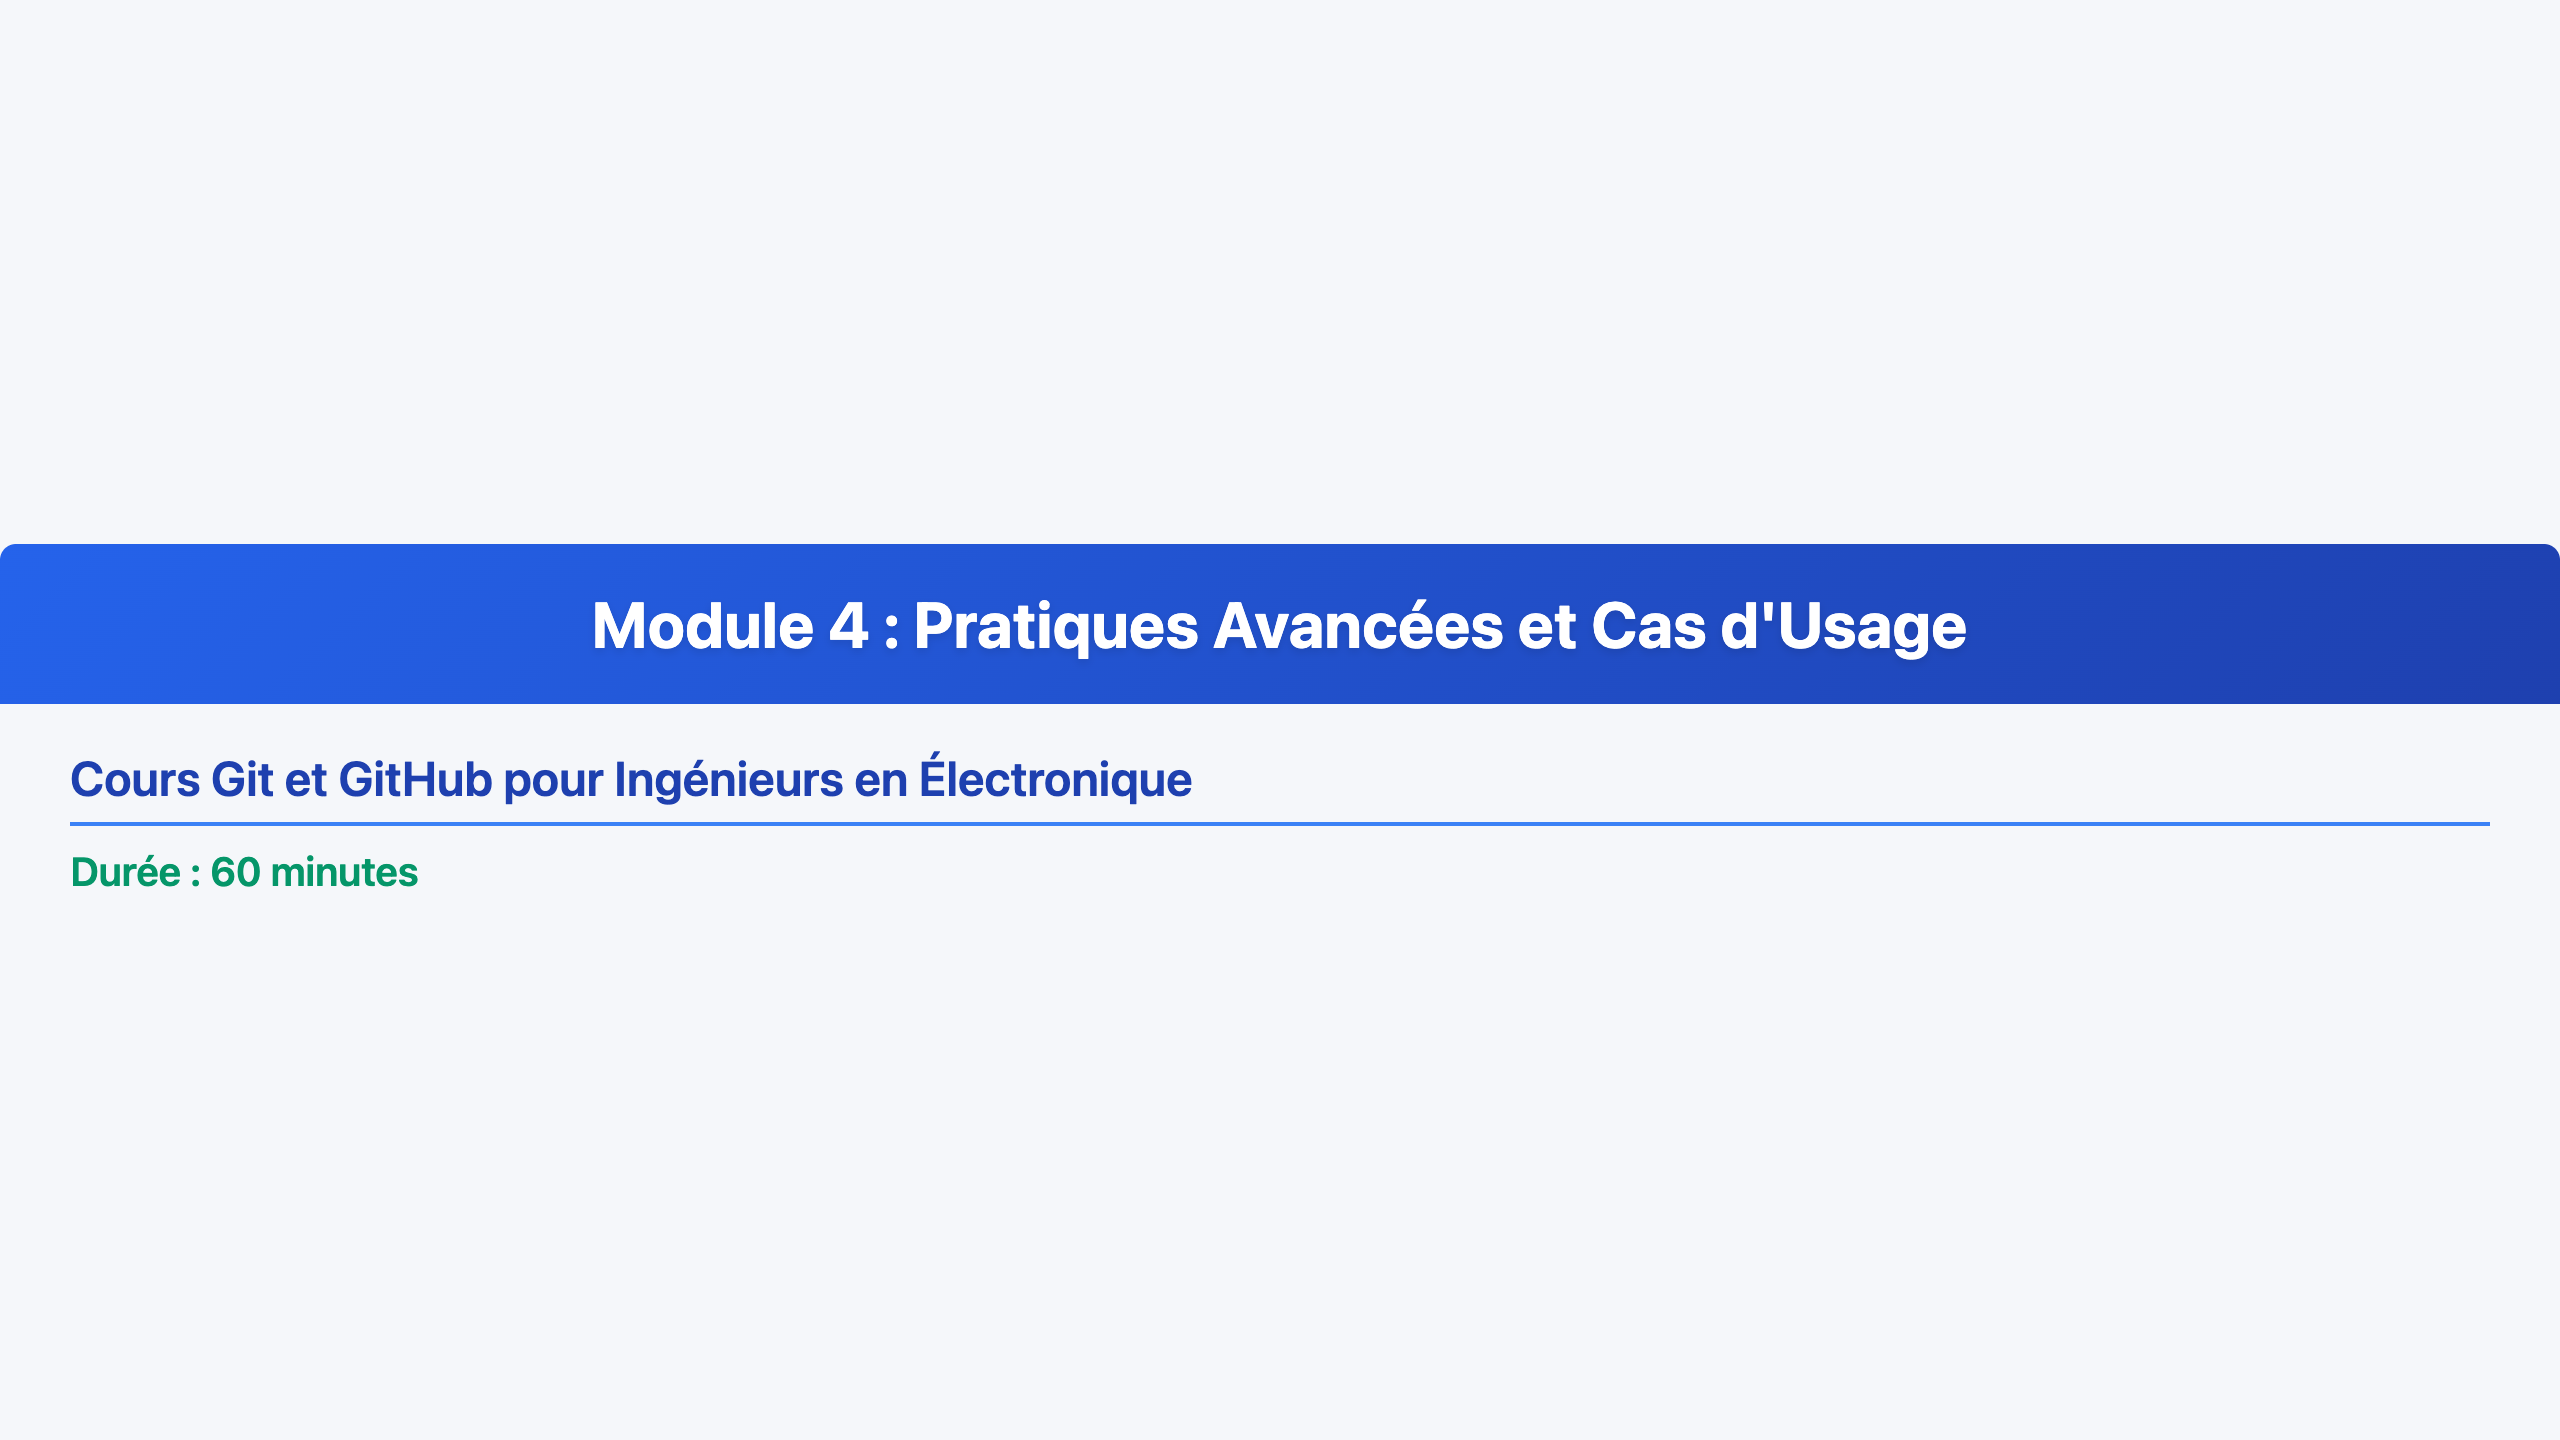 Module 4 : Pratiques Avancées et Cas d'Usage
Cours Git et GitHub pour Ingénieurs en Électronique
Durée : 60 minutes